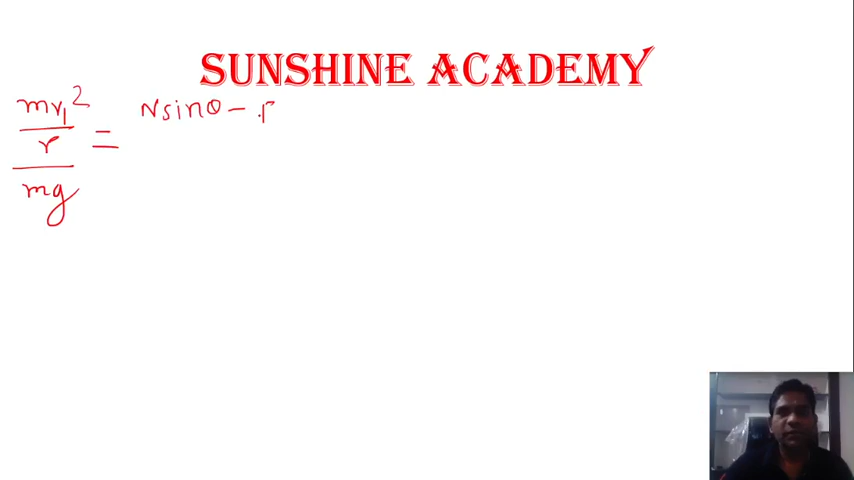 SUNSHINE ACADEMY
mv₁²
r
mg
=
Nsinθ -